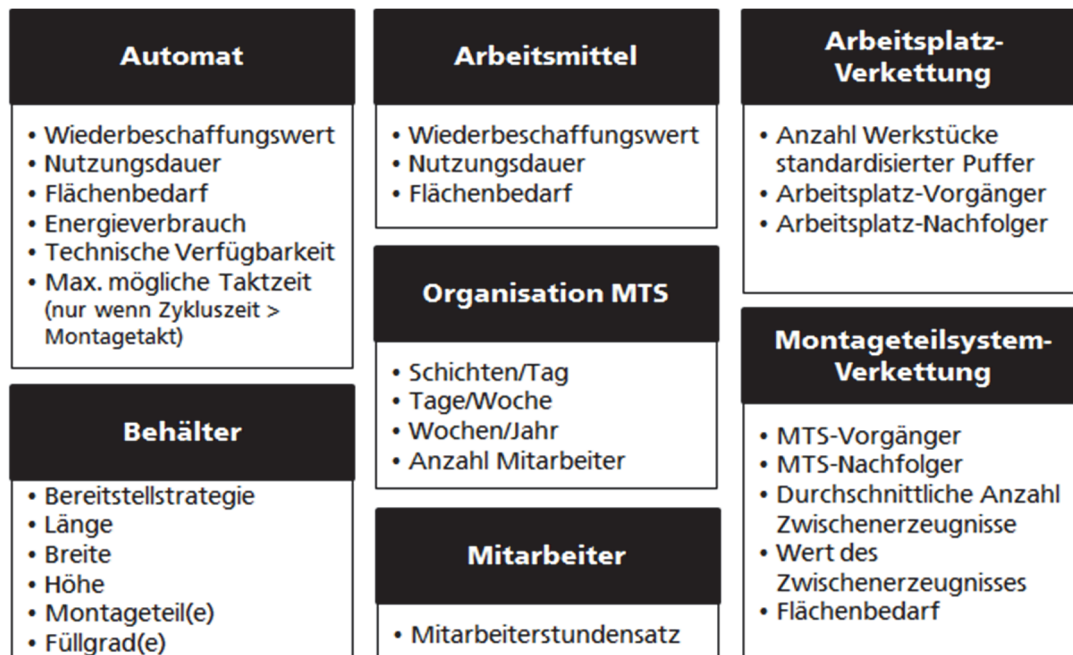 Automat
• Wiederbeschaffungswert
• Nutzungsdauer
• Flächenbedarf
• Energieverbrauch
• Technische Verfügbarkeit
• Max. mögliche Taktzeit
(nur wenn Zykluszeit >
Montagetakt)
Behälter
• Bereitstellstrategie
• Länge
• Breite
• Höhe
• Montageteil(e)
• Füllgrad(e)
Arbeitsmittel
• Wiederbeschaffungswert
• Nutzungsdauer
• Flächenbedarf
Organisation MTS
• Schichten/Tag
• Tage/Woche
• Wochen/Jahr
• Anzahl Mitarbeiter
Mitarbeiter
• Mitarbeiterstundensatz
Arbeitsplatz-
Verkettung
• Anzahl Werkstücke
standardisierter Puffer
• Arbeitsplatz-Vorgänger
• Arbeitsplatz-Nachfolger
Montageteilsystem-
Verkettung
• MTS-Vorgänger
• MTS-Nachfolger
• Durchschnittliche Anzahl
Zwischenerzeugnisse
• Wert des
Zwischenerzeugnisses
• Flächenbedarf